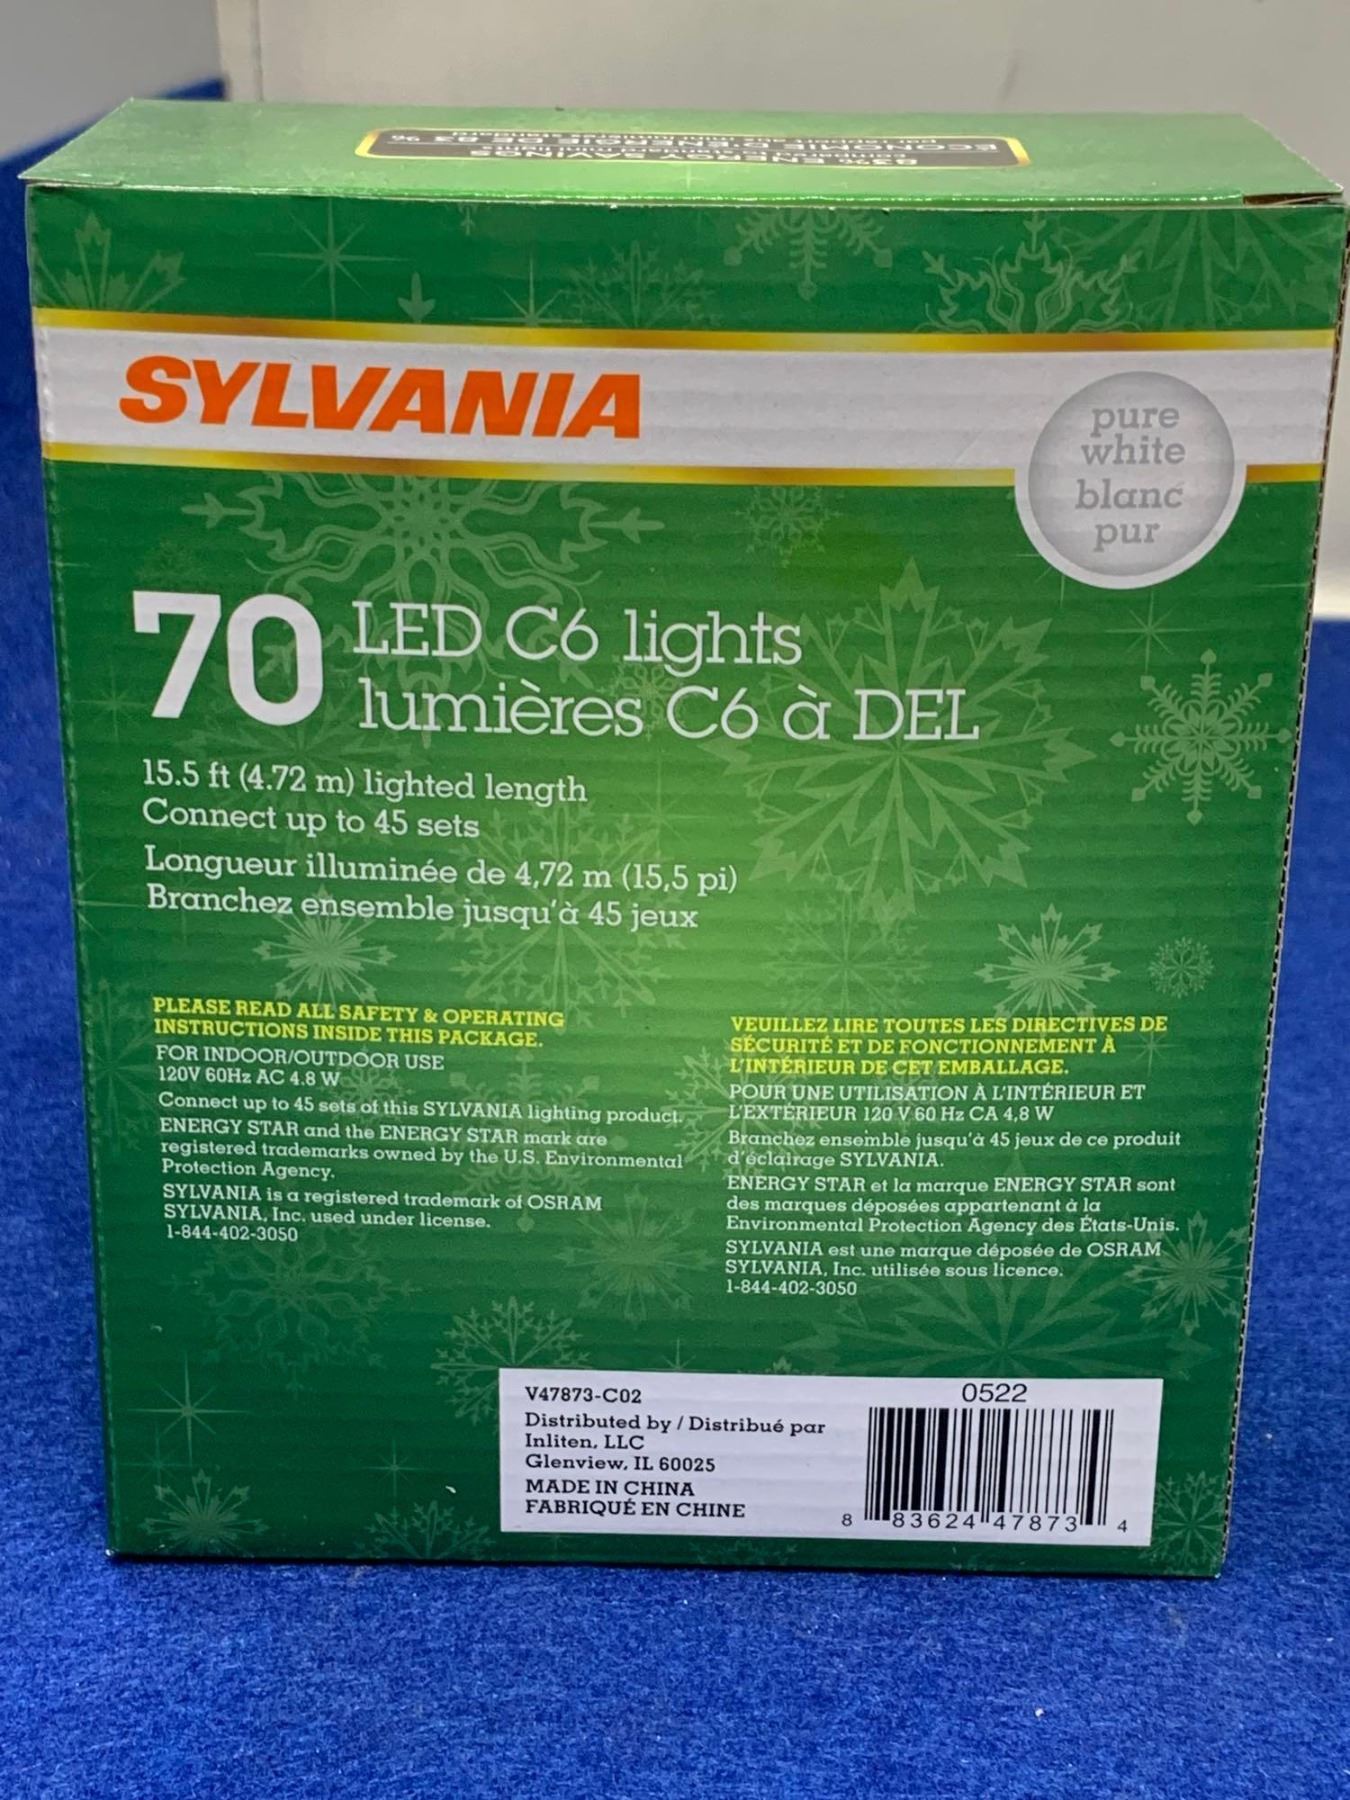 83% ENERGY SAVINGS
ÉCONOMIE D'ÉNERGIE DE 83 %
SYLVANIA
pure
white
blanc
pur
70 LED C6 lights
lumières C6 à DEL
15.5 ft (4.72 m) lighted length
Connect up to 45 sets
Longueur illuminée de 4,72 m (15,5 pi)
Branchez ensemble jusqu'à 45 jeux
PLEASE READ ALL SAFETY & OPERATING
INSTRUCTIONS INSIDE THIS PACKAGE.
FOR INDOOR/OUTDOOR USE
120V 60Hz AC 4.8 W
Connect up to 45 sets of this SYLVANIA lighting product.
ENERGY STAR and the ENERGY STAR mark are
registered trademarks owned by the U.S. Environmental
Protection Agency.
SYLVANIA is a registered trademark of OSRAM
SYLVANIA, Inc. used under license.
1-844-402-3050
VEUILLEZ LIRE TOUTES LES DIRECTIVES DE
SÉCURITÉ ET DE FONCTIONNEMENT À
L'INTÉRIEUR DE CET EMBALLAGE.
POUR UNE UTILISATION À L'INTÉRIEUR ET
L'EXTÉRIEUR 120 V 60 Hz CA 4,8 W
Branchez ensemble jusqu'à 45 jeux de ce produit
d'éclairage SYLVANIA.
ENERGY STAR et la marque ENERGY STAR sont
des marques déposées appartenant à la
Environmental Protection Agency des États-Unis.
SYLVANIA est une marque déposée de OSRAM
SYLVANIA, Inc. utilisée sous licence.
1-844-402-3050
V47873-C02
Distributed by / Distribué par
Inliten, LLC
Glenview, IL 60025
MADE IN CHINA
FABRIQUÉ EN CHINE
0522
8 83624 47873 4